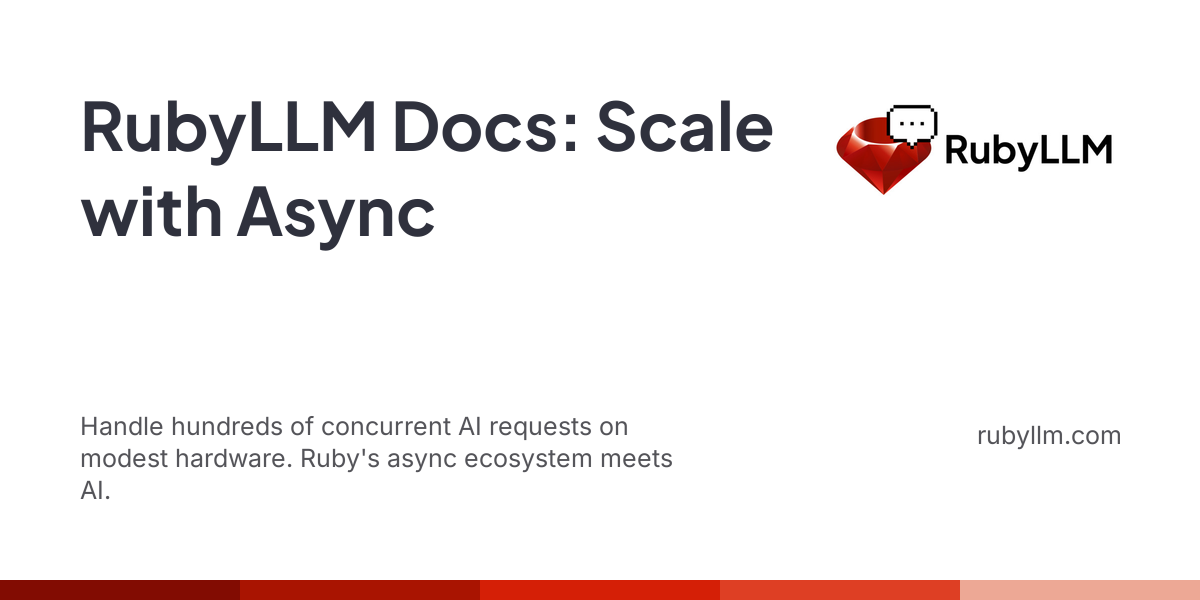 RubyLLM Docs: Scale
with Async
RubyLLM
Handle hundreds of concurrent AI requests on
modest hardware. Ruby's async ecosystem meets
AI.
rubyllm.com